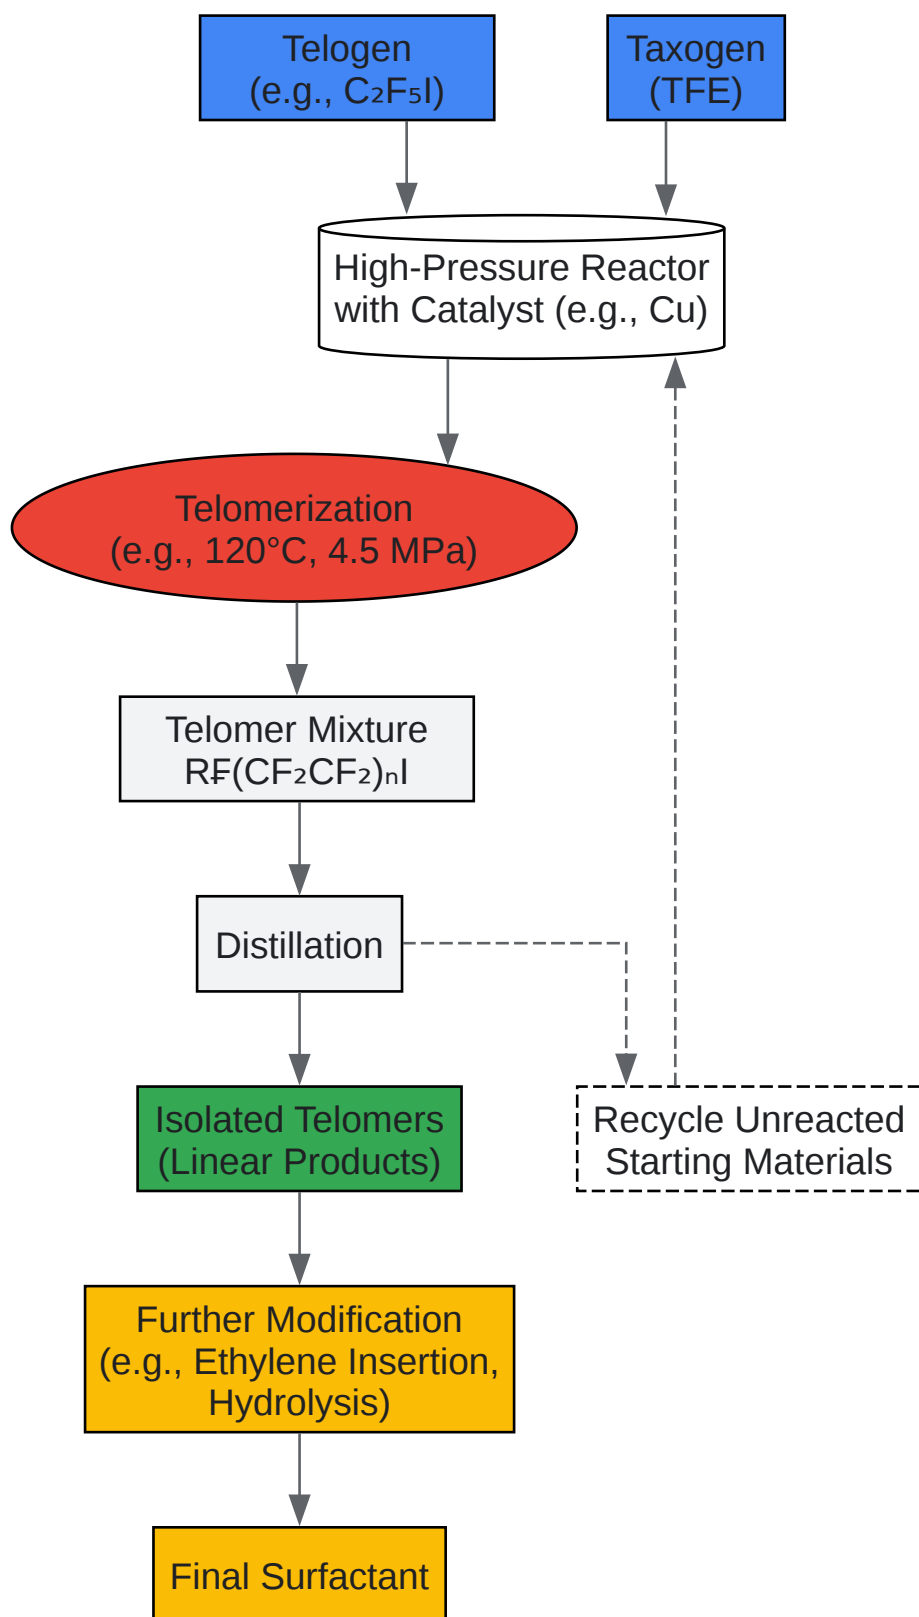 Telogen
(e.g., C₂F₅I)
Taxogen
(TFE)
High-Pressure Reactor
with Catalyst (e.g., Cu)
Telomerization
(e.g., 120°C, 4.5 MPa)
Telomer Mixture
R₣(CF₂CF₂)ₙI
Distillation
Isolated Telomers
(Linear Products)
Recycle Unreacted
Starting Materials
Further Modification
(e.g., Ethylene Insertion,
Hydrolysis)
Final Surfactant